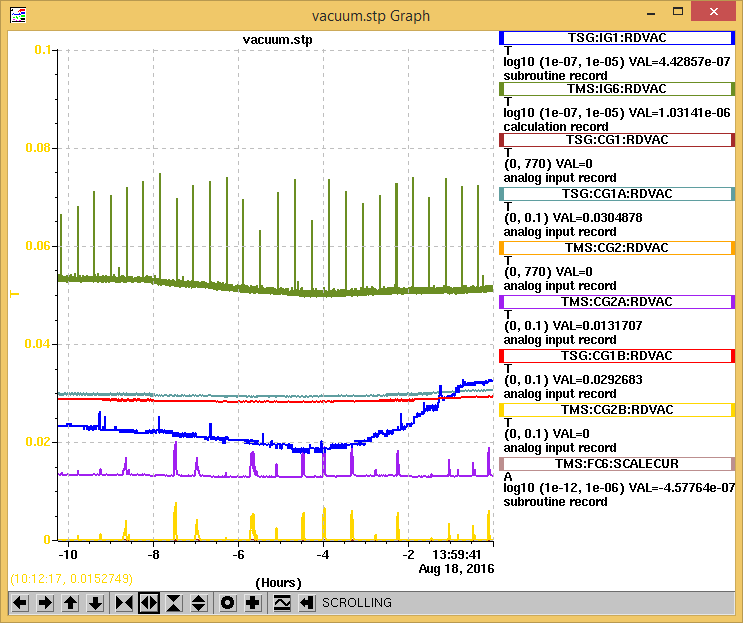 vacuum.stp Graph
vacuum.stp
0.1
0.08
0.06
T
0.04
0.02
0
-10
-8
-6
-4
-2
13:59:41
Aug 18, 2016
(10:12:17, 0.0152749)
(Hours)
TSG:IG1:RDVAC
T
log10 (1e-07, 1e-05) VAL=4.42857e-07
subroutine record
TMS:IG6:RDVAC
T
log10 (1e-07, 1e-05) VAL=1.03141e-06
calculation record
TSG:CG1:RDVAC
T
(0, 770) VAL=0
analog input record
TSG:CG1A:RDVAC
T
(0, 0.1) VAL=0.0304878
analog input record
TMS:CG2:RDVAC
T
(0, 770) VAL=0
analog input record
TMS:CG2A:RDVAC
T
(0, 0.1) VAL=0.0131707
analog input record
TSG:CG1B:RDVAC
T
(0, 0.1) VAL=0.0292683
analog input record
TMS:CG2B:RDVAC
T
(0, 0.1) VAL=0
analog input record
TMS:FC6:SCALECUR
A
log10 (1e-12, 1e-06) VAL=-4.57764e-07
subroutine record
SCROLLING